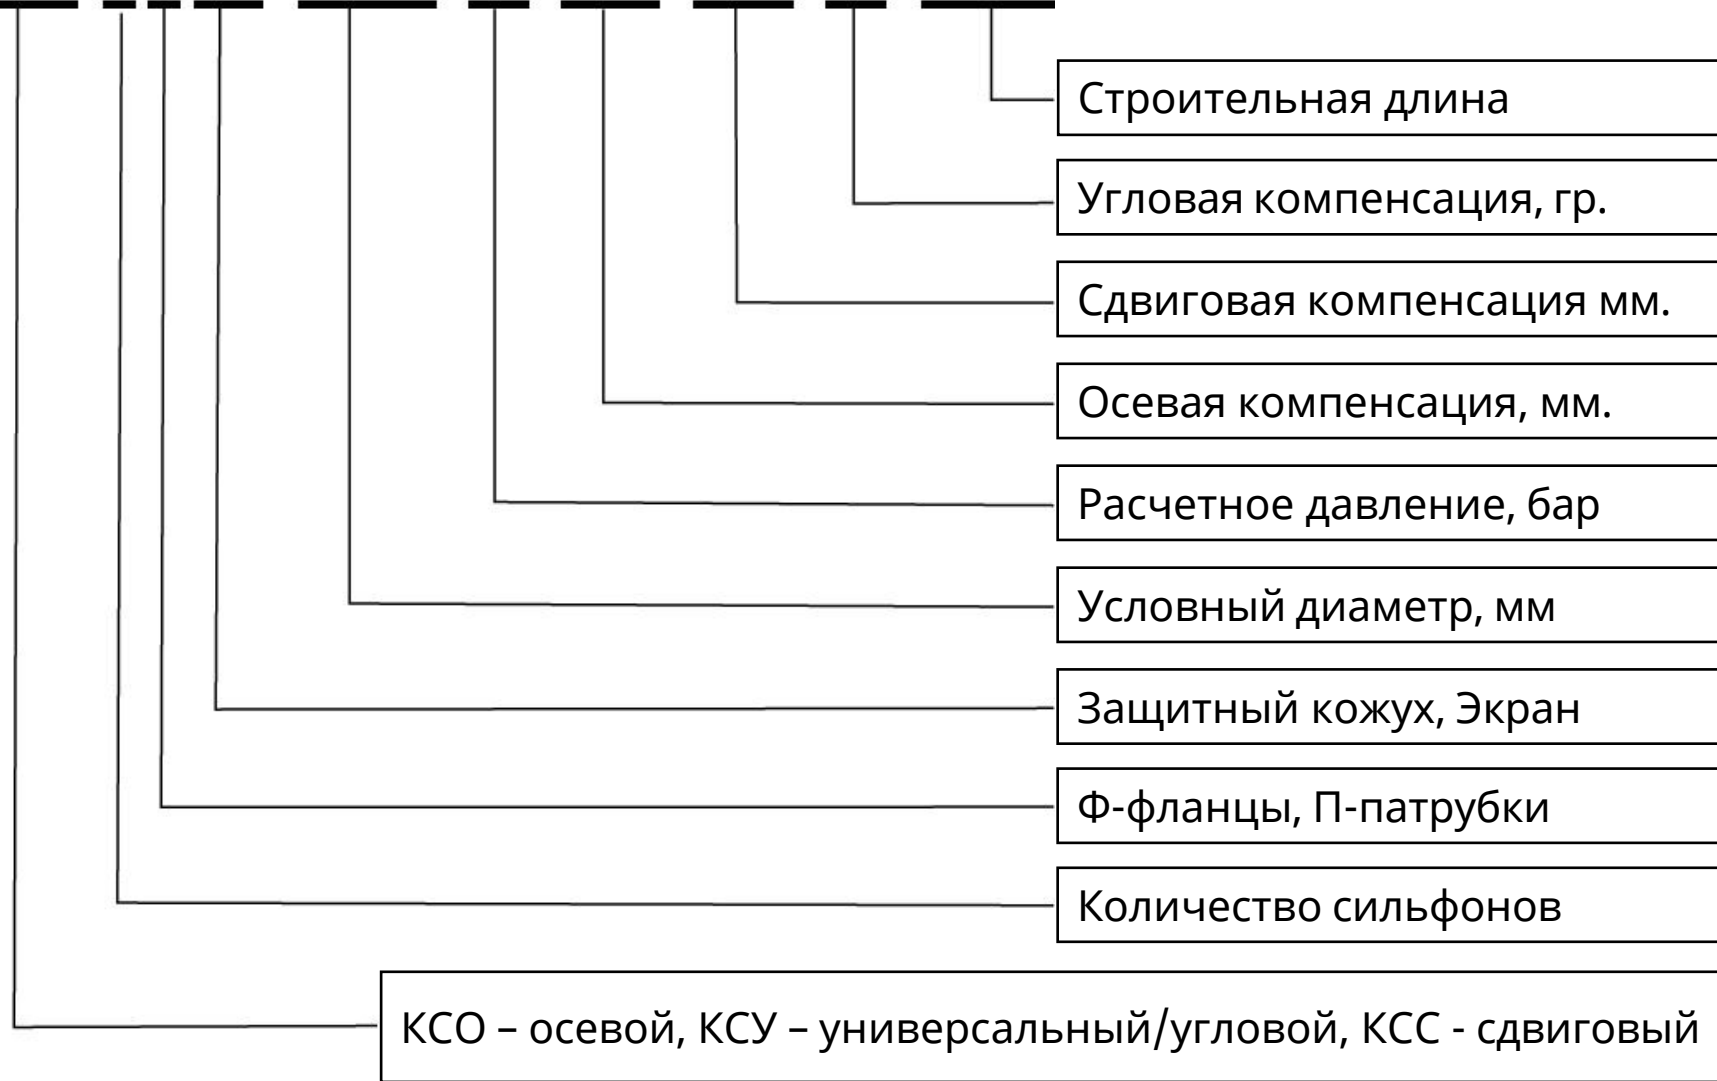 Строительная длина
Угловая компенсация, гр.
Сдвиговая компенсация мм.
Осевая компенсация, мм.
Расчетное давление, бар
Условный диаметр, мм
Защитный кожух, Экран
Ф-фланцы, П-патрубки
Количество сильфонов
КСО – осевой, КСУ – универсальный/угловой, КСС - сдвиговый